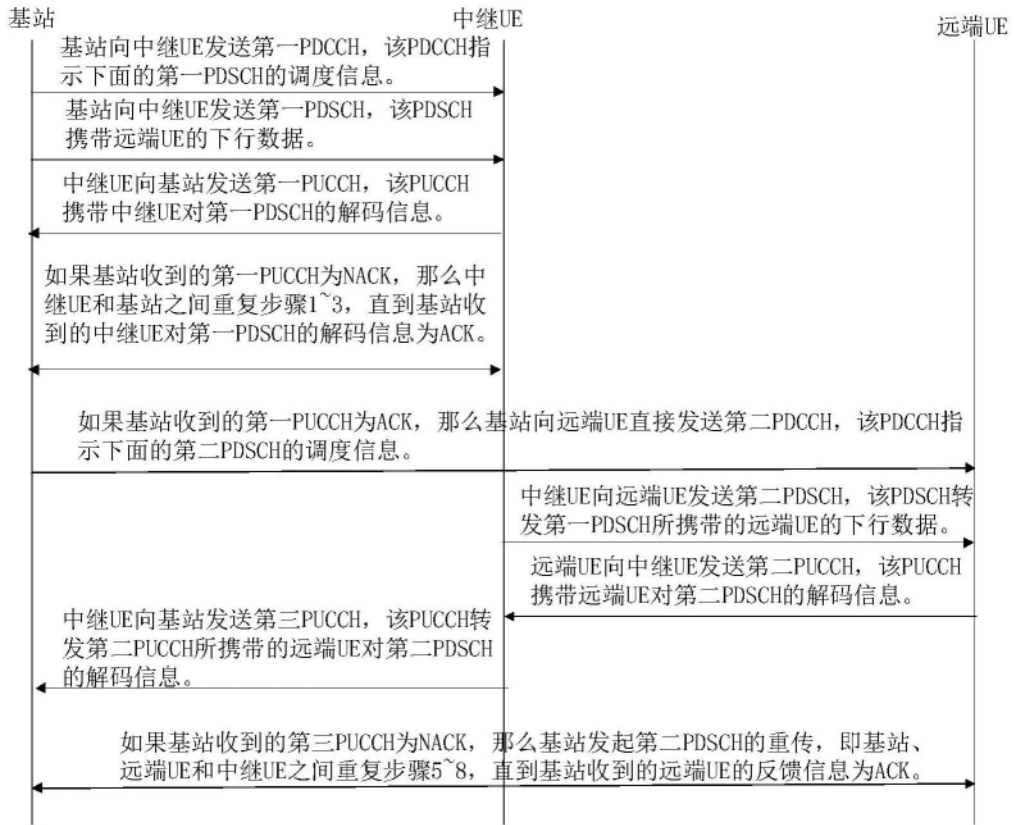 基站
中继UE
远端UE
基站向中继UE发送第一PDCCH，该PDCCH指
示下面的第一PDSCH的调度信息。
基站向中继UE发送第一PDSCH，该PDSCH
携带远端UE的下行数据。
中继UE向基站发送第一PUCCH，该PUCCH
携带中继UE对第一PDSCH的解码信息。
如果基站收到的第一PUCCH为NACK，那么中
继UE和基站之间重复步骤1~3，直到基站收
到的中继UE对第一PDSCH的解码信息为ACK。
如果基站收到的第一PUCCH为ACK，那么基站向远端UE直接发送第二PDCCH，该PDCCH指
示下面的第二PDSCH的调度信息。
中继UE向远端UE发送第二PDSCH，该PDSCH转
发第一PDSCH所携带的远端UE的下行数据。
远端UE向中继UE发送第二PUCCH，该PUCCH
携带远端UE对第二PDSCH的解码信息。
中继UE向基站发送第三PUCCH，该PUCCH转
发第二PUCCH所携带的远端UE对第二PDSCH
的解码信息。
如果基站收到的第三PUCCH为NACK，那么基站发起第二PDSCH的重传，即基站、
远端UE和中继UE之间重复步骤5~8，直到基站收到的远端UE的反馈信息为ACK。